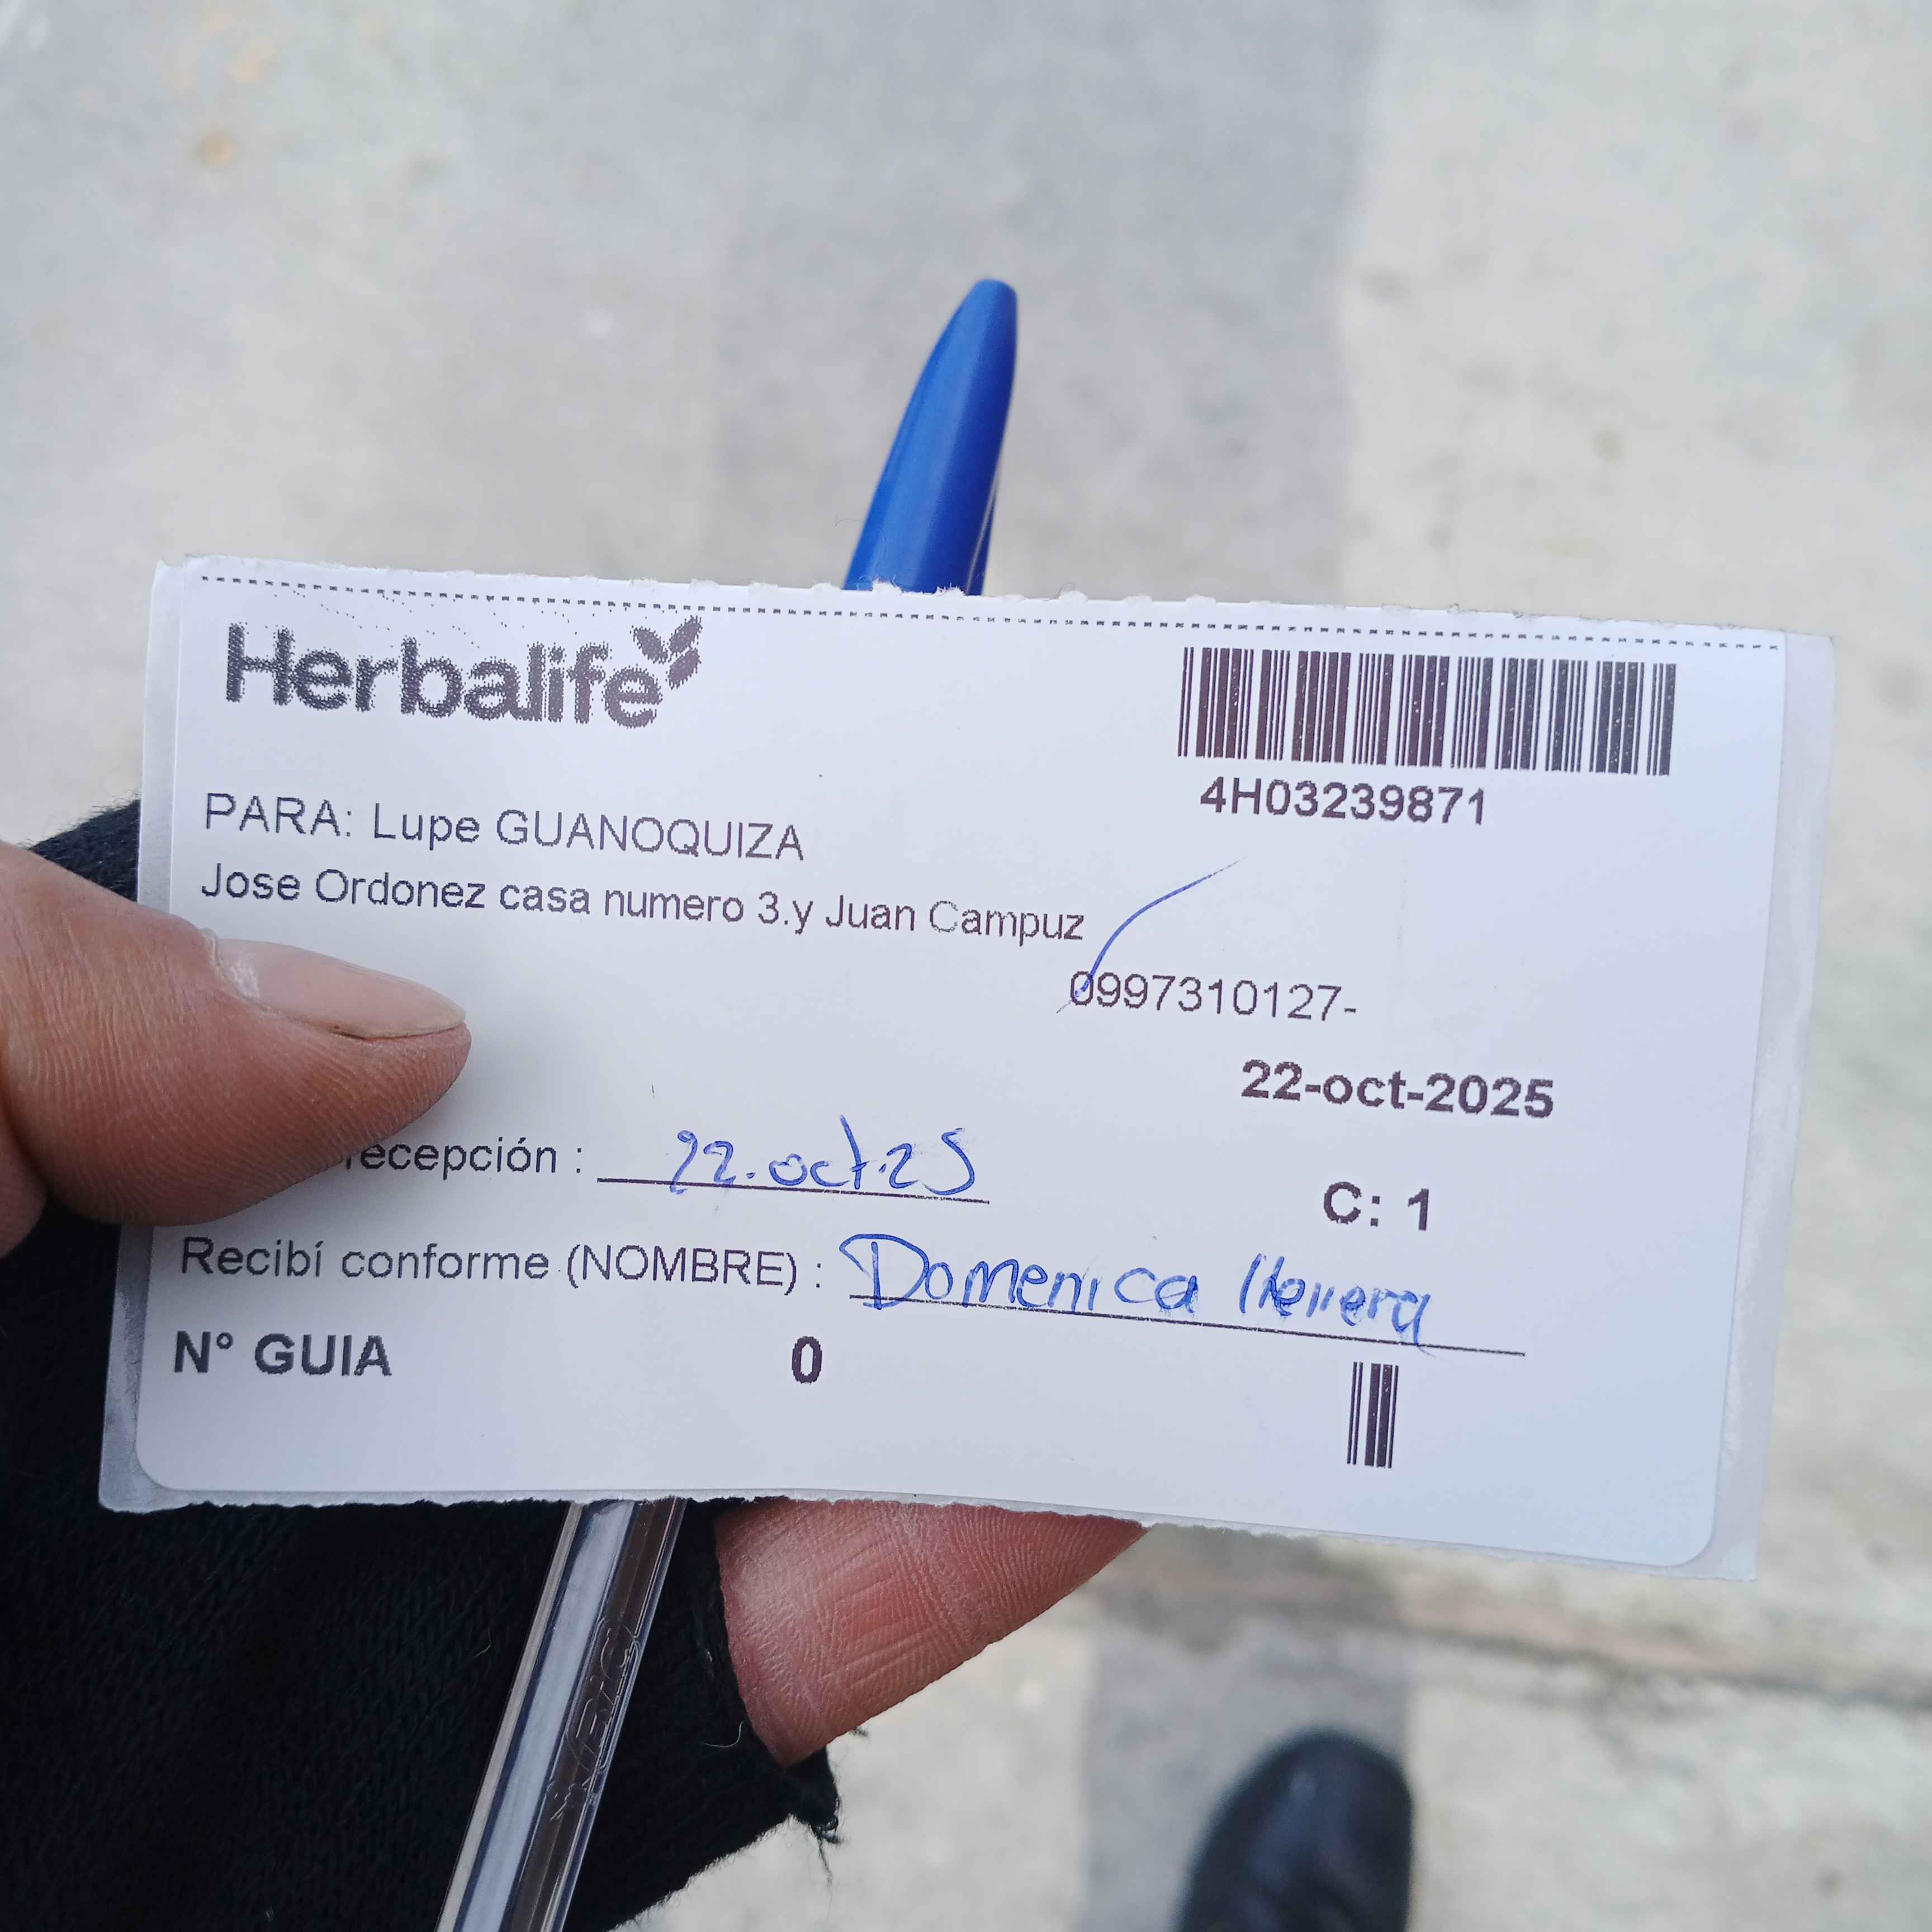 Herbalife
4H03239871
PARA: Lupe GUANOQUIZA
Jose Ordonez casa numero 3.y Juan Campuz
0997310127-
22-oct-2025
recepción : 22.oct.25
C: 1
Recibí conforme (NOMBRE) : Domenica Herrera
N° GUIA 0
BIC